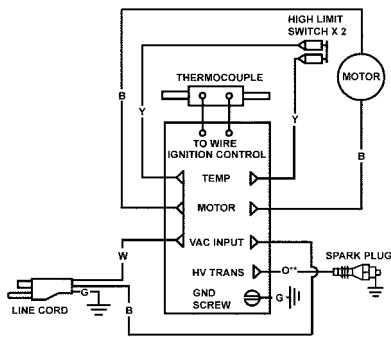 HIGH LIMIT
SWITCH X 2
THERMOCOUPLE
MOTOR
B
Y
Y
TO WIRE
IGNITION CONTROL
B
TEMP
MOTOR
VAC INPUT
W
HV TRANS
O**
SPARK PLUG
GND
SCREW
G
G
LINE CORD
B